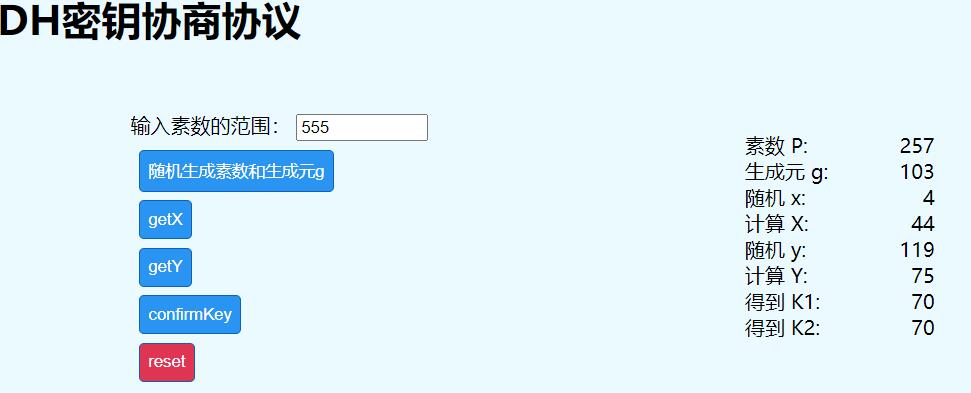 DH密钥协商协议
输入素数的范围： 555
随机生成素数和生成元g
getX
getY
confirmKey
reset
素数 P: 257
生成元 g: 103
随机 x: 4
计算 X: 44
随机 y: 119
计算 Y: 75
得到 K1: 70
得到 K2: 70